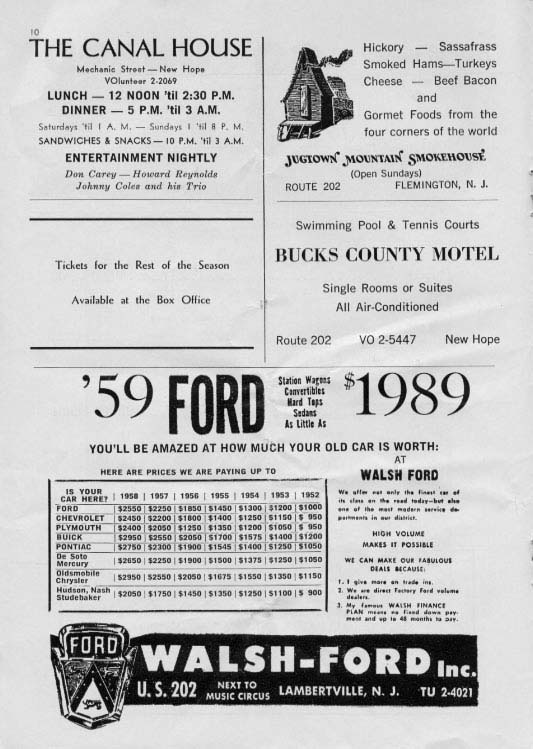 10
THE CANAL HOUSE
Mechanic Street — New Hope
VOlunteer 2-2069
LUNCH — 12 NOON 'til 2:30 P.M.
DINNER — 5 P.M. 'til 3 A.M.
Saturdays 'til 1 A. M. — Sundays 1 'til 8 P. M.
SANDWICHES & SNACKS — 10 P.M. 'til 3 A.M.
ENTERTAINMENT NIGHTLY
Don Carey — Howard Reynolds
Johnny Coles and his Trio
Hickory — Sassafrass
Smoked Hams—Turkeys
Cheese — Beef Bacon
and
Gormet Foods from the
four corners of the world
JUGTOWN MOUNTAIN SMOKEHOUSE
(Open Sundays)
ROUTE 202 FLEMINGTON, N. J.
Tickets for the Rest of the Season
Available at the Box Office
Swimming Pool & Tennis Courts
BUCKS COUNTY MOTEL
Single Rooms or Suites
All Air-Conditioned
Route 202 VO 2-5447 New Hope
'59 FORD
Station Wagons
Convertibles
Hard Tops
Sedans
As Little As
$1989
YOU'LL BE AMAZED AT HOW MUCH YOUR OLD CAR IS WORTH:
HERE ARE PRICES WE ARE PAYING UP TO
IS YOUR CAR HERE? | 1958 | 1957 | 1956 | 1955 | 1954 | 1953 | 1952
FORD | $2550 | $2250 | $1850 | $1450 | $1300 | $1200 | $1000
CHEVROLET | $2450 | $2200 | $1800 | $1400 | $1250 | $1150 | $ 950
PLYMOUTH | $2400 | $2050 | $1250 | $1350 | $1200 | $1050 | $ 950
BUICK | $2950 | $2550 | $2050 | $1700 | $1575 | $1400 | $1200
PONTIAC | $2750 | $2300 | $1900 | $1545 | $1400 | $1250 | $1050
De Soto Mercury | $2650 | $2250 | $1900 | $1500 | $1375 | $1250 | $1050
Oldsmobile Chrysler | $2950 | $2550 | $2050 | $1675 | $1550 | $1350 | $1150
Hudson, Nash Studebaker | $2050 | $1750 | $1450 | $1350 | $1250 | $1100 | $ 900
AT
WALSH FORD
We offer not only the finest car of
its class on the road today—but also
one of the most modern service de-
partments in our district.
HIGH VOLUME
MAKES IT POSSIBLE
WE CAN MAKE OUR FABULOUS
DEALS BECAUSE:
1. I give more on trade ins.
2. We are direct Factory Ford volume
dealers.
3. My famous WALSH FINANCE
PLAN means no fixed down pay-
ment and up to 48 months to pay.
FORD
WALSH-FORD Inc.
U. S. 202 NEXT TO MUSIC CIRCUS LAMBERTVILLE, N. J. TU 2-4021